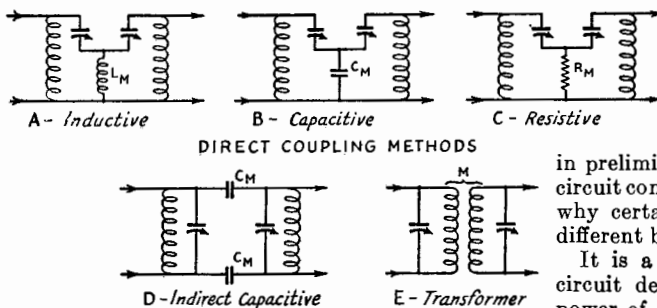 L_M
C_M
R_M
A - Inductive
B - Capacitive
C - Resistive
DIRECT COUPLING METHODS
C_M
C_M
M
D - Indirect Capacitive
E - Transformer
in prelimi
circuit con
why certa
different b
It is a
circuit de
power of